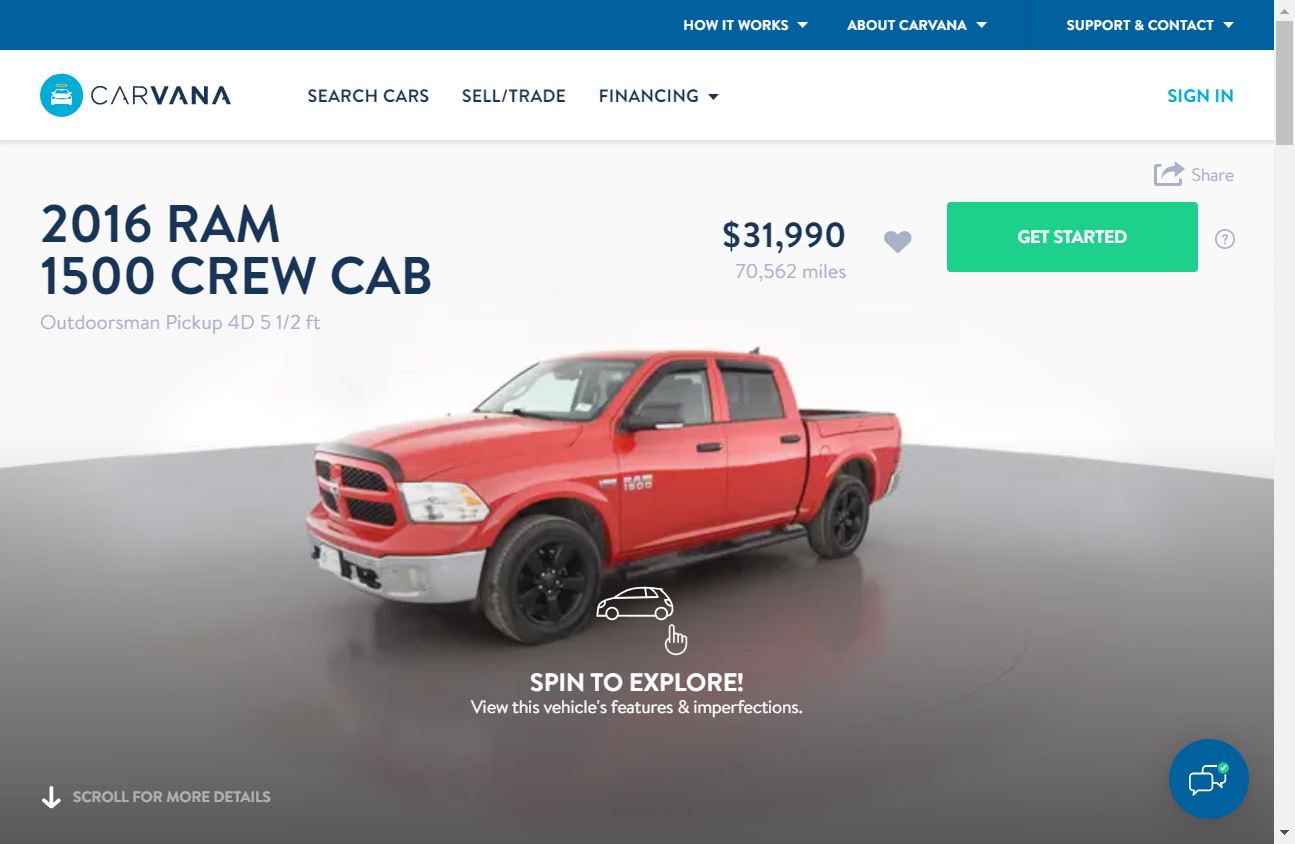 HOW IT WORKS
ABOUT CARVANA
SUPPORT & CONTACT
CARVANA
SEARCH CARS
SELL/TRADE
FINANCING
SIGN IN
Share
2016 RAM
1500 CREW CAB
Outdoorsman Pickup 4D 5 1/2 ft
$31,990
70,562 miles
GET STARTED
?
RAM
1500
SPIN TO EXPLORE!
View this vehicle's features & imperfections.
SCROLL FOR MORE DETAILS